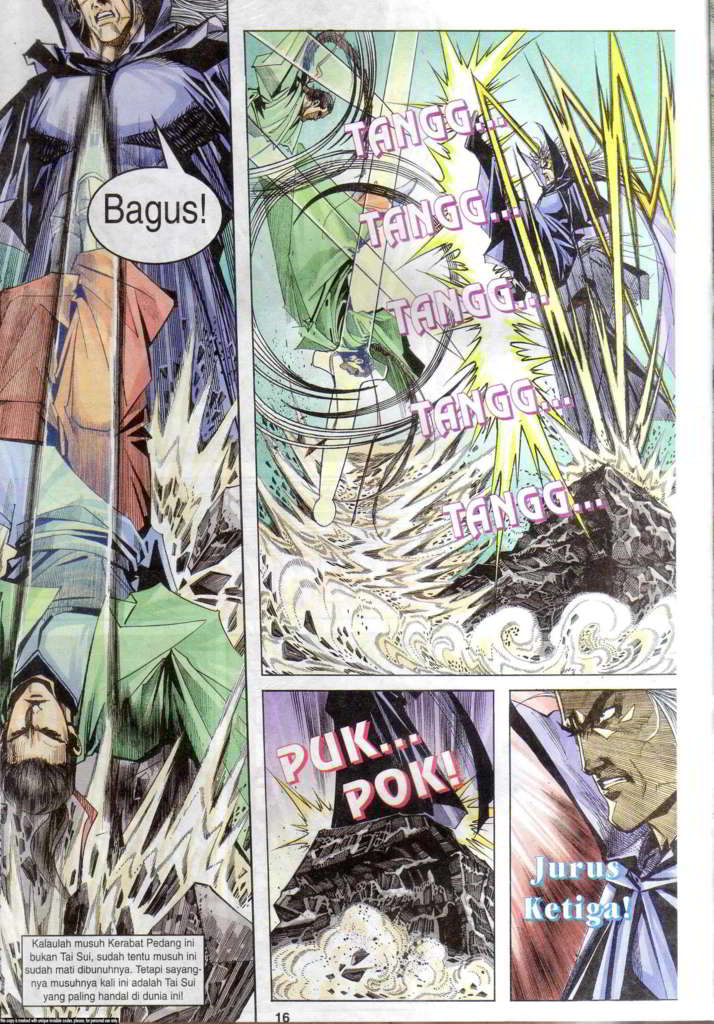 Bagus!
TANGG...
TANGG...
TANGG...
TANGG...
TANGG...
PUK...
POK!
Jurus
Ketiga!
Kalaulah musuh Kerabat Pedang ini
bukan Tai Sui, sudah tentu musuh ini
sudah mati dibunuhnya. Tetapi sayang-
nya musuhnya kali ini adalah Tai Sui
yang paling handal di dunia ini!
16